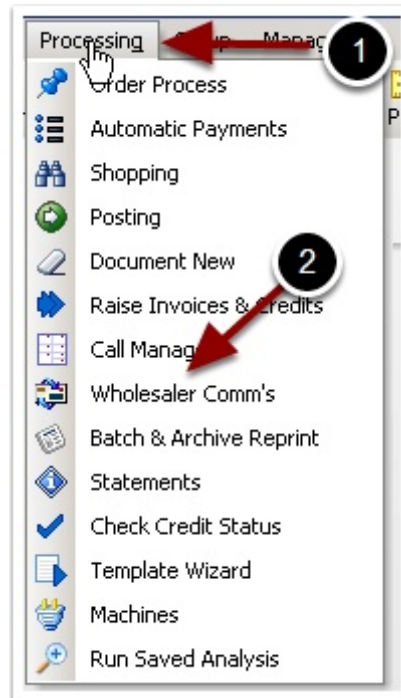 Processing
1
P
Order Process
Automatic Payments
Shopping
Posting
Document New
2
Raise Invoices & Credits
Call Manag
Wholesaler Comm's
Batch & Archive Reprint
Statements
Check Credit Status
Template Wizard
Machines
Run Saved Analysis